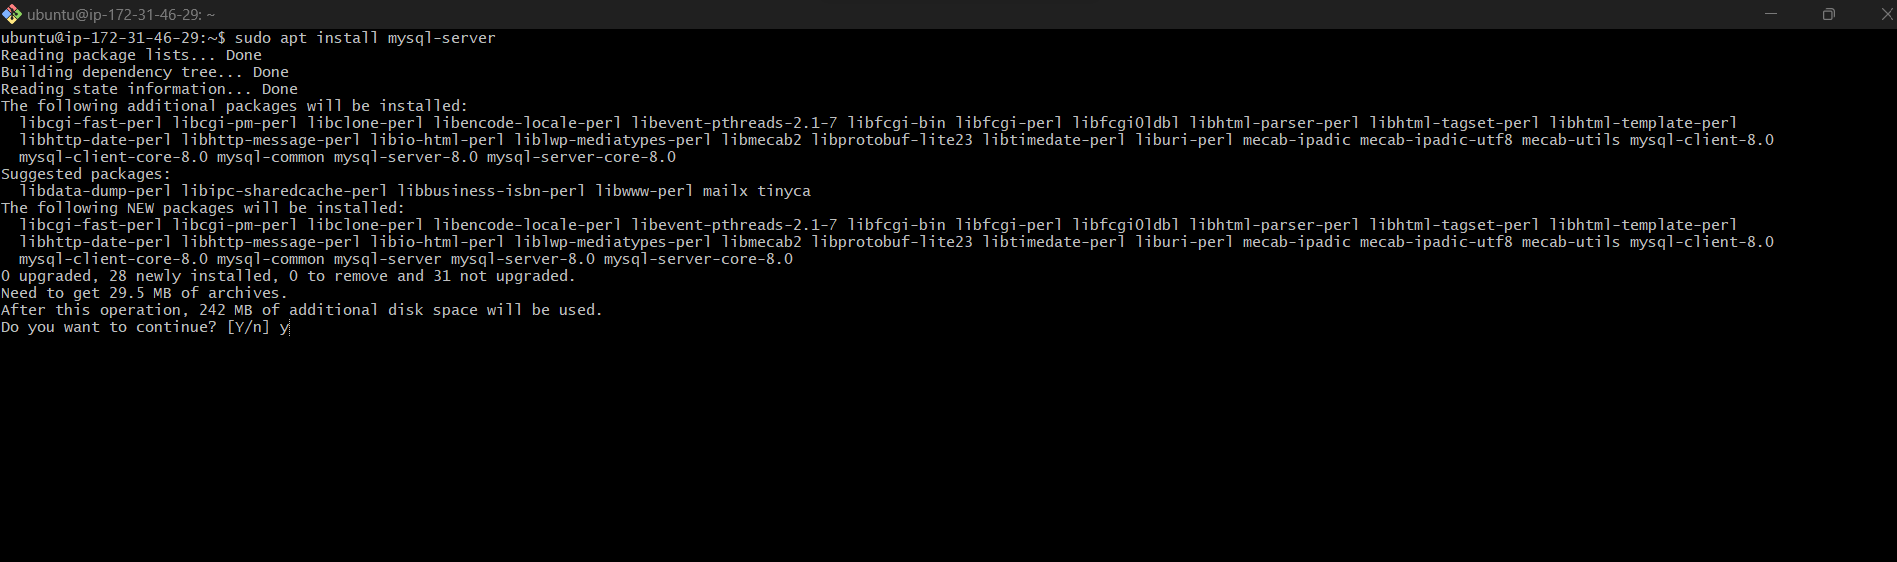 ubuntu@ip-172-31-46-29: ~
ubuntu@ip-172-31-46-29:~$ sudo apt install mysql-server
Reading package lists... Done
Building dependency tree... Done
Reading state information... Done
The following additional packages will be installed:
  libcgi-fast-perl libcgi-pm-perl libclone-perl libencode-locale-perl libevent-pthreads-2.1-7 libfcgi-bin libfcgi-perl libfcgi0ldbl libhtml-parser-perl libhtml-tagset-perl libhtml-template-perl
  libhttp-date-perl libhttp-message-perl libio-html-perl liblwp-mediatypes-perl libmecab2 libprotobuf-lite23 libtimedate-perl liburi-perl mecab-ipadic mecab-ipadic-utf8 mecab-utils mysql-client-8.0
  mysql-client-core-8.0 mysql-common mysql-server-8.0 mysql-server-core-8.0
Suggested packages:
  libdata-dump-perl libipc-sharedcache-perl libbusiness-isbn-perl libwww-perl mailx tinyca
The following NEW packages will be installed:
  libcgi-fast-perl libcgi-pm-perl libclone-perl libencode-locale-perl libevent-pthreads-2.1-7 libfcgi-bin libfcgi-perl libfcgi0ldbl libhtml-parser-perl libhtml-tagset-perl libhtml-template-perl
  libhttp-date-perl libhttp-message-perl libio-html-perl liblwp-mediatypes-perl libmecab2 libprotobuf-lite23 libtimedate-perl liburi-perl mecab-ipadic mecab-ipadic-utf8 mecab-utils mysql-client-8.0
  mysql-client-core-8.0 mysql-common mysql-server mysql-server-8.0 mysql-server-core-8.0
0 upgraded, 28 newly installed, 0 to remove and 31 not upgraded.
Need to get 29.5 MB of archives.
After this operation, 242 MB of additional disk space will be used.
Do you want to continue? [Y/n] y